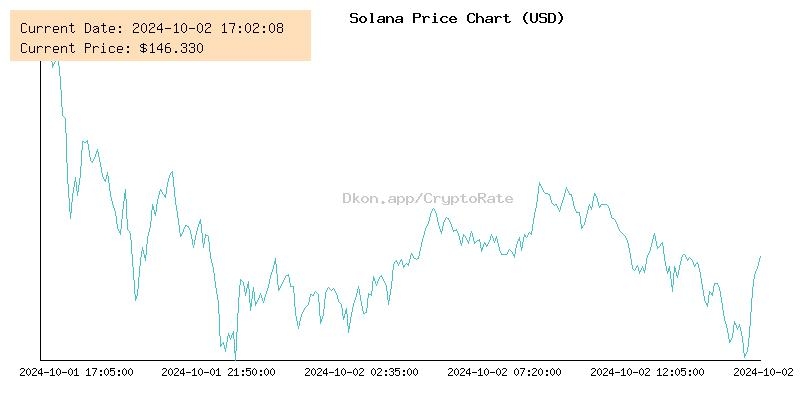 Solana Price Chart (USD)
Current Date: 2024-10-02 17:02:08
Current Price: $146.330
Dkon.app/CryptoRate
2024-10-01 17:05:00 2024-10-01 21:50:00 2024-10-02 02:35:00 2024-10-02 07:20:00 2024-10-02 12:05:00 2024-10-02